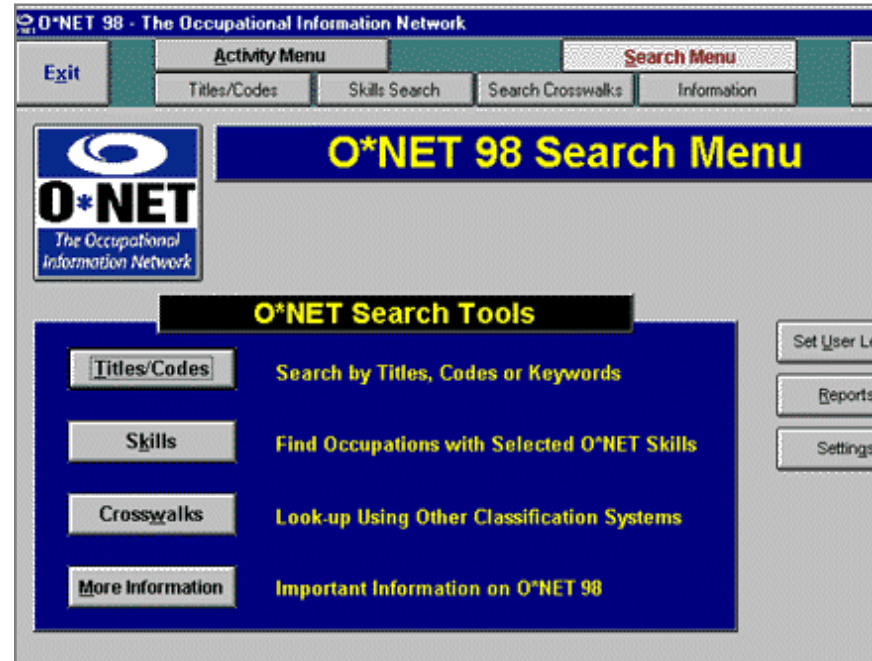 O*NET 98 - The Occupational Information Network
Exit
Activity Menu
Search Menu
Titles/Codes
Skills Search
Search Crosswalks
Information
O*NET 98 Search Menu
O*NET
The Occupational
Information Network
O*NET Search Tools
Titles/Codes Search by Titles, Codes or Keywords
Skills Find Occupations with Selected O*NET Skills
Crosswalks Look-up Using Other Classification Systems
More Information Important Information on O*NET 98
Set User Le
Reports
Settings